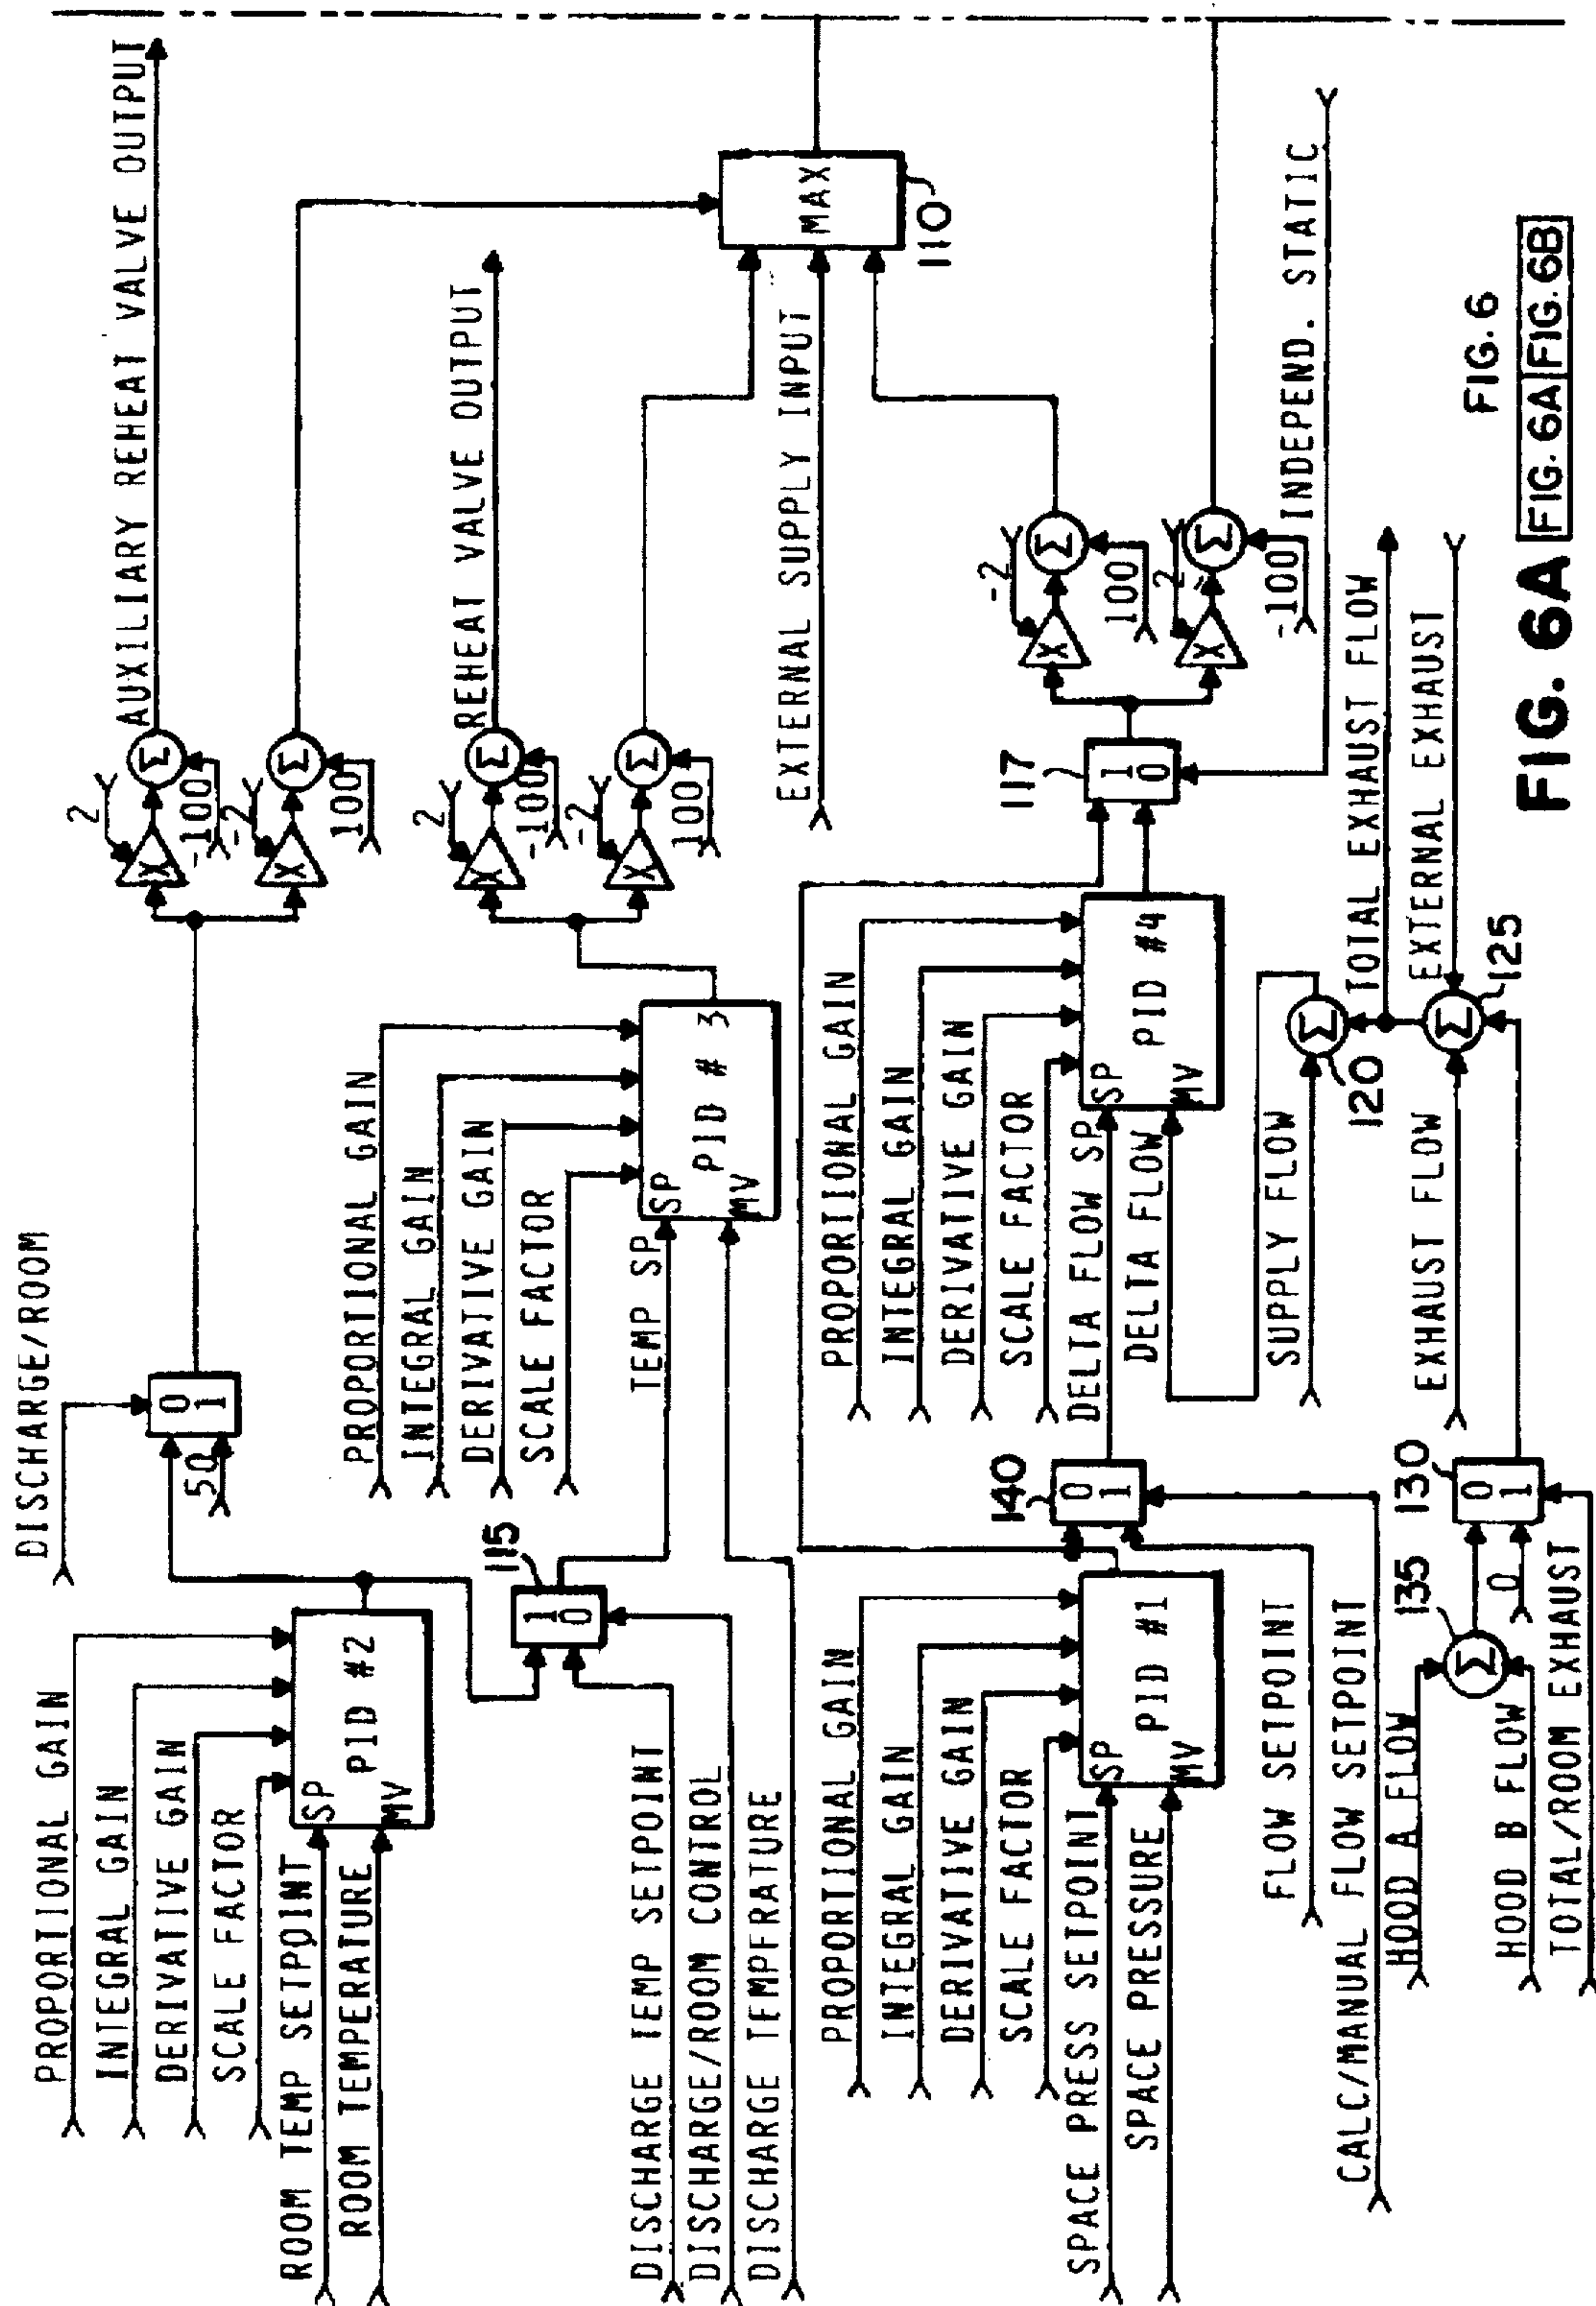 DISCHARGE/ROOM
AUXILIARY REHEAT VALVE OUTPUT
2
X
Σ
-100
-2
X
Σ
100
0
1
50
PROPORTIONAL GAIN
INTEGRAL GAIN
DERIVATIVE GAIN
SCALE FACTOR
ROOM TEMP SETPOINT
ROOM TEMPERATURE
SP
MV
PID #2
REHEAT VALVE OUTPUT
2
X
Σ
-100
-2
X
Σ
100
PROPORTIONAL GAIN
INTEGRAL GAIN
DERIVATIVE GAIN
SCALE FACTOR
TEMP SP
SP
MV
PID # 3
115
1
0
DISCHARGE TEMP SETPOINT
DISCHARGE/ROOM CONTROL
DISCHARGE TEMPERATURE
EXTERNAL SUPPLY INPUT
MAX
110
PROPORTIONAL GAIN
INTEGRAL GAIN
DERIVATIVE GAIN
SCALE FACTOR
DELTA FLOW SP
DELTA FLOW
SP
MV
PID #4
117
1
0
-2
X
Σ
100
2
X
Σ
-100
INDEPEND. STATIC
PROPORTIONAL GAIN
INTEGRAL GAIN
DERIVATIVE GAIN
SCALE FACTOR
SPACE PRESS SETPOINT
SPACE PRESSURE
SP
MV
PID #1
140
0
1
FLOW SETPOINT
CALC/MANUAL FLOW SETPOINT
SUPPLY FLOW
Σ
120
TOTAL EXHAUST FLOW
EXTERNAL EXHAUST
EXHAUST FLOW
Σ
125
HOOD A FLOW
HOOD B FLOW
Σ
135
0
130
0
1
TOTAL/ROOM EXHAUST
FIG. 6
FIG. 6A FIG. 6B
FIG. 6A